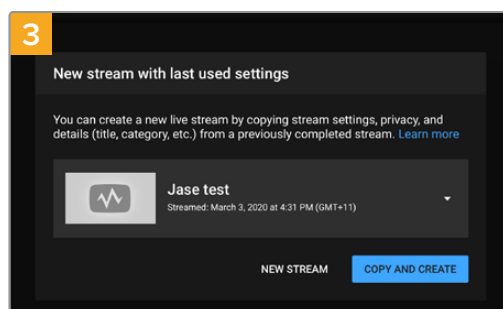 3
New stream with last used settings
You can create a new live stream by copying stream settings, privacy, and
details (title, category, etc.) from a previously completed stream. Learn more
Jase test
Streamed: March 3, 2020 at 4:31 PM (GMT+11)
NEW STREAM COPY AND CREATE